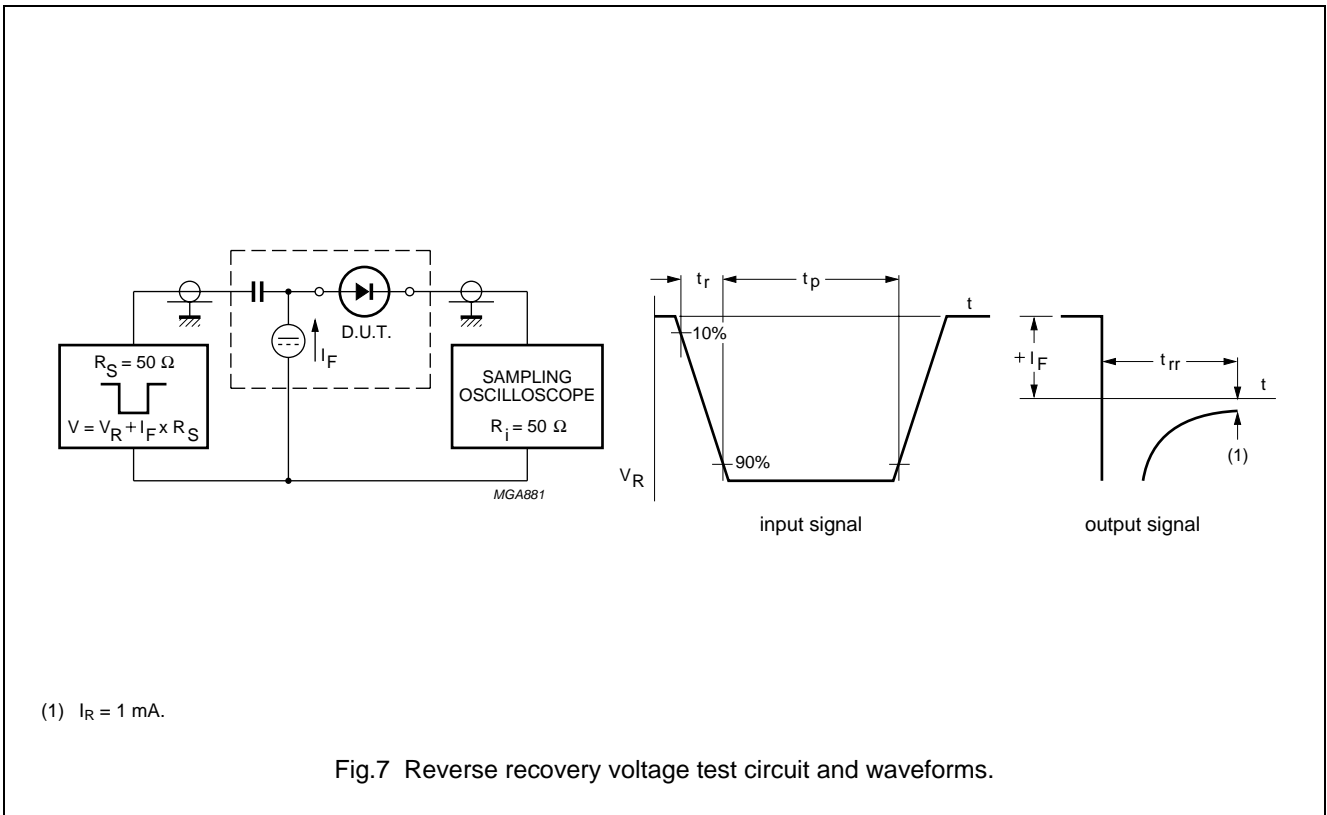 R_S = 50 Ω
V = V_R + I_F x R_S
I_F
D.U.T.
SAMPLING
OSCILLOSCOPE
R_i = 50 Ω
MGA881
t_r
t_p
t
10%
90%
V_R
input signal
+ I_F
t_rr
t
(1)
output signal
(1) I_R = 1 mA.
Fig.7 Reverse recovery voltage test circuit and waveforms.